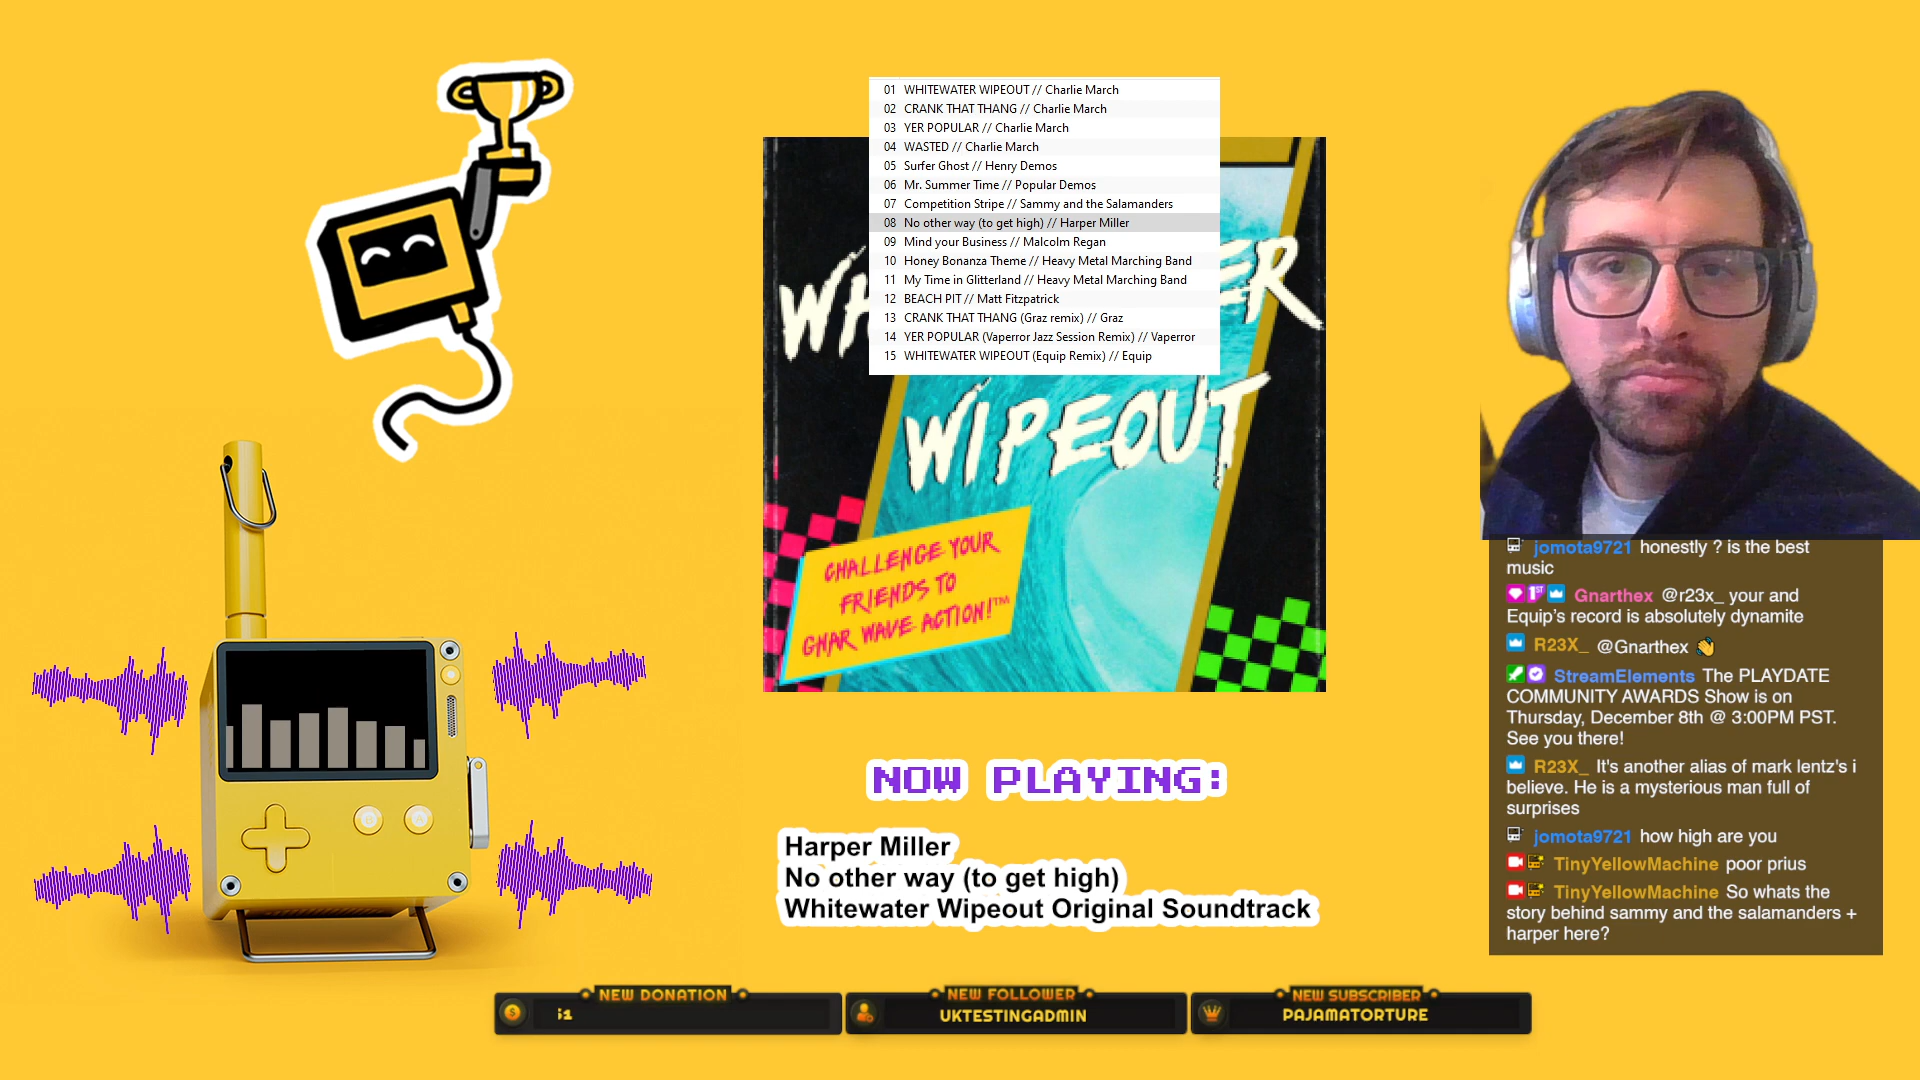 01 WHITEWATER WIPEOUT // Charlie March
02 CRANK THAT THANG // Charlie March
03 YER POPULAR // Charlie March
04 WASTED // Charlie March
05 Surfer Ghost // Henry Demos
06 Mr. Summer Time // Popular Demos
07 Competition Stripe // Sammy and the Salamanders
08 No other way (to get high) // Harper Miller
09 Mind your Business // Malcolm Regan
10 Honey Bonanza Theme // Heavy Metal Marching Band
11 My Time in Glitterland // Heavy Metal Marching Band
12 BEACH PIT // Matt Fitzpatrick
13 CRANK THAT THANG (Graz remix) // Graz
14 YER POPULAR (Vaperror Jazz Session Remix) // Vaperror
15 WHITEWATER WIPEOUT (Equip Remix) // Equip
WH ER
WIPEOUT
CHALLENGE YOUR
FRIENDS TO
GNAR WAVE ACTION!™
B A
NOW PLAYING:
Harper Miller
No other way (to get high)
Whitewater Wipeout Original Soundtrack
jomota9721 honestly ? is the best
music
1ST Gnarthex @r23x_ your and
Equip's record is absolutely dynamite
R23X_ @Gnarthex 👏
StreamElements The PLAYDATE
COMMUNITY AWARDS Show is on
Thursday, December 8th @ 3:00PM PST.
See you there!
R23X_ It's another alias of mark lentz's i
believe. He is a mysterious man full of
surprises
jomota9721 how high are you
TinyYellowMachine poor prius
TinyYellowMachine So whats the
story behind sammy and the salamanders +
harper here?
NEW DONATION
NEW FOLLOWER
UKTESTINGADMIN
NEW SUBSCRIBER
PAJAMATORTURE